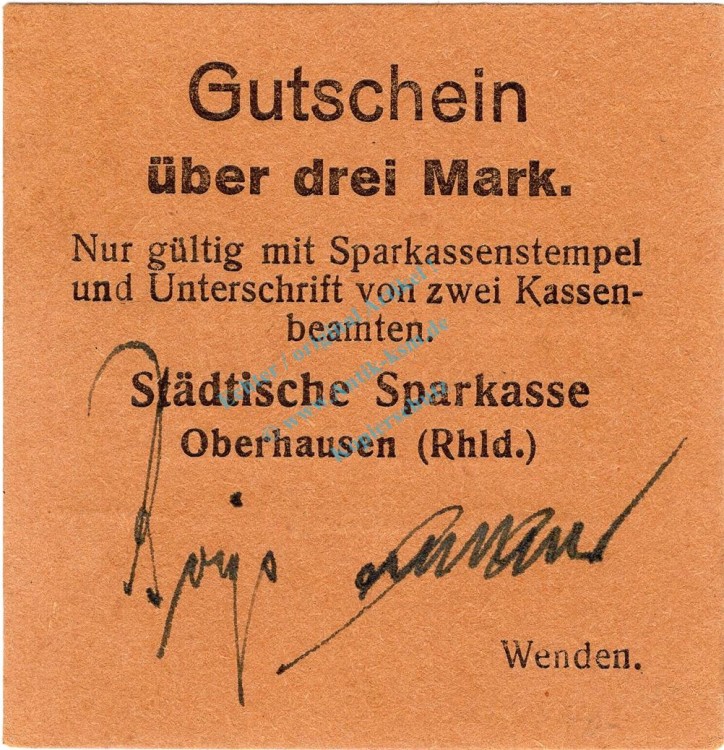 Gutschein
über drei Mark.
Nur gültig mit Sparkassenstempel
und Unterschrift von zwei Kassen-
beamten.
Städtische Sparkasse
Oberhausen (Rhld.)
Wenden.